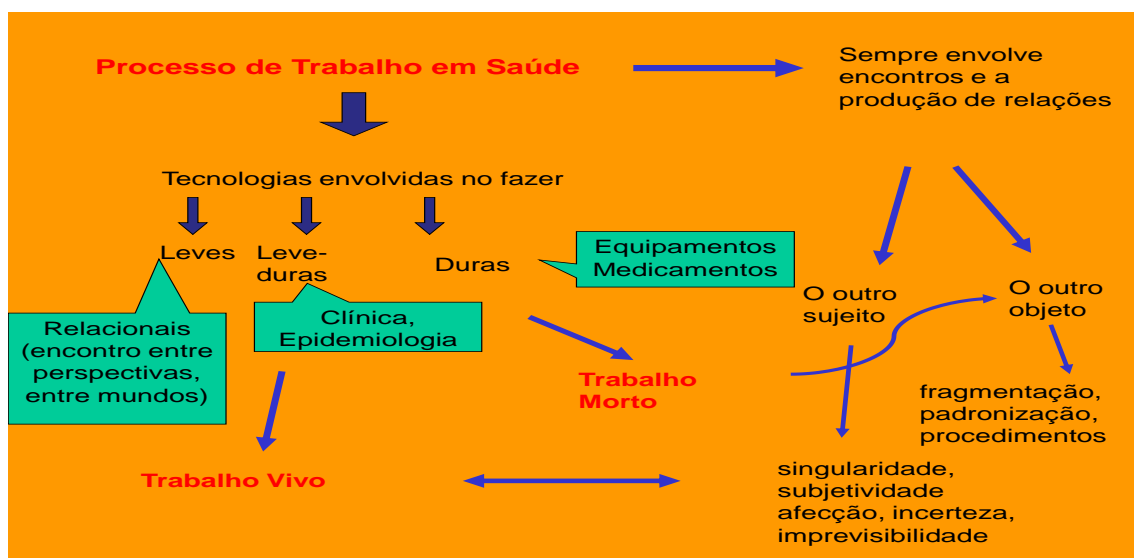 Processo de Trabalho em Saúde
Sempre envolve
encontros e a
produção de relações
Tecnologias envolvidas no fazer
Leves
Leve-
duras
Duras
Equipamentos
Medicamentos
Relacionais
(encontro entre
perspectivas,
entre mundos)
Clínica,
Epidemiologia
O outro
sujeito
O outro
objeto
Trabalho
Morto
fragmentação,
padronização,
procedimentos
Trabalho Vivo
singularidade,
subjetividade
afecção, incerteza,
imprevisibilidade